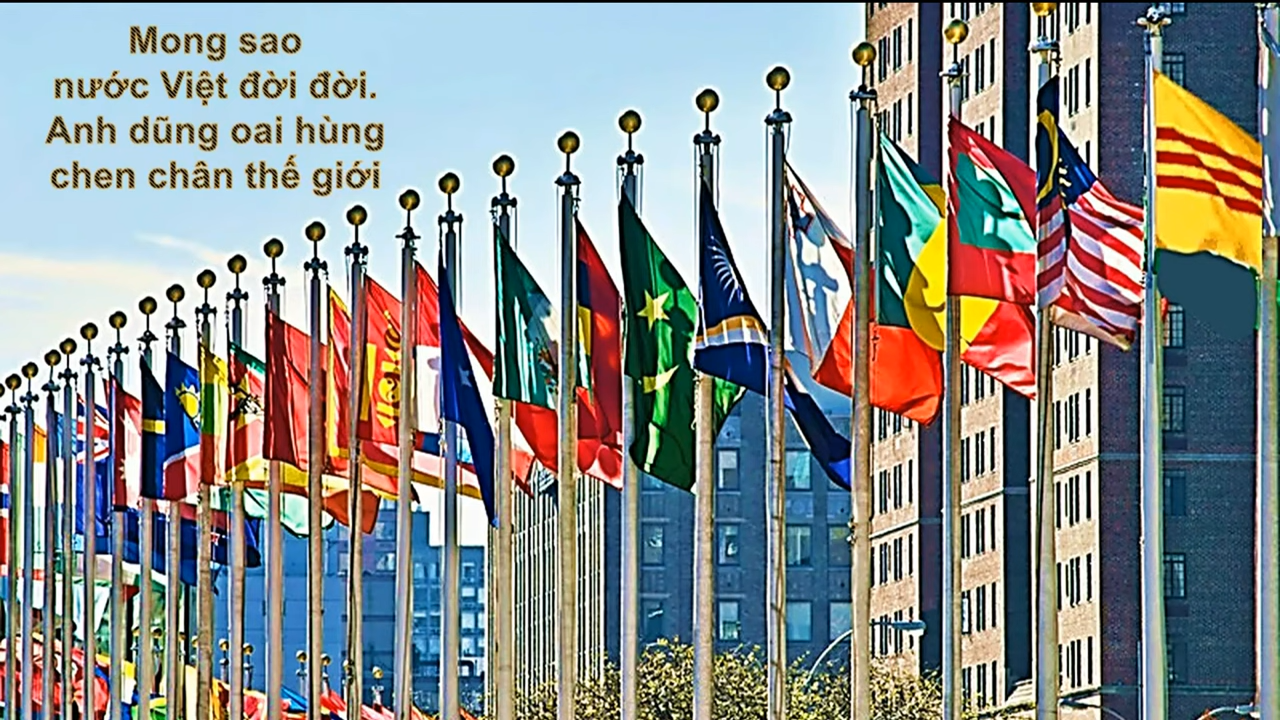 Mong sao
nước Việt đời đời.
Anh dũng oai hùng
chen chân thế giới